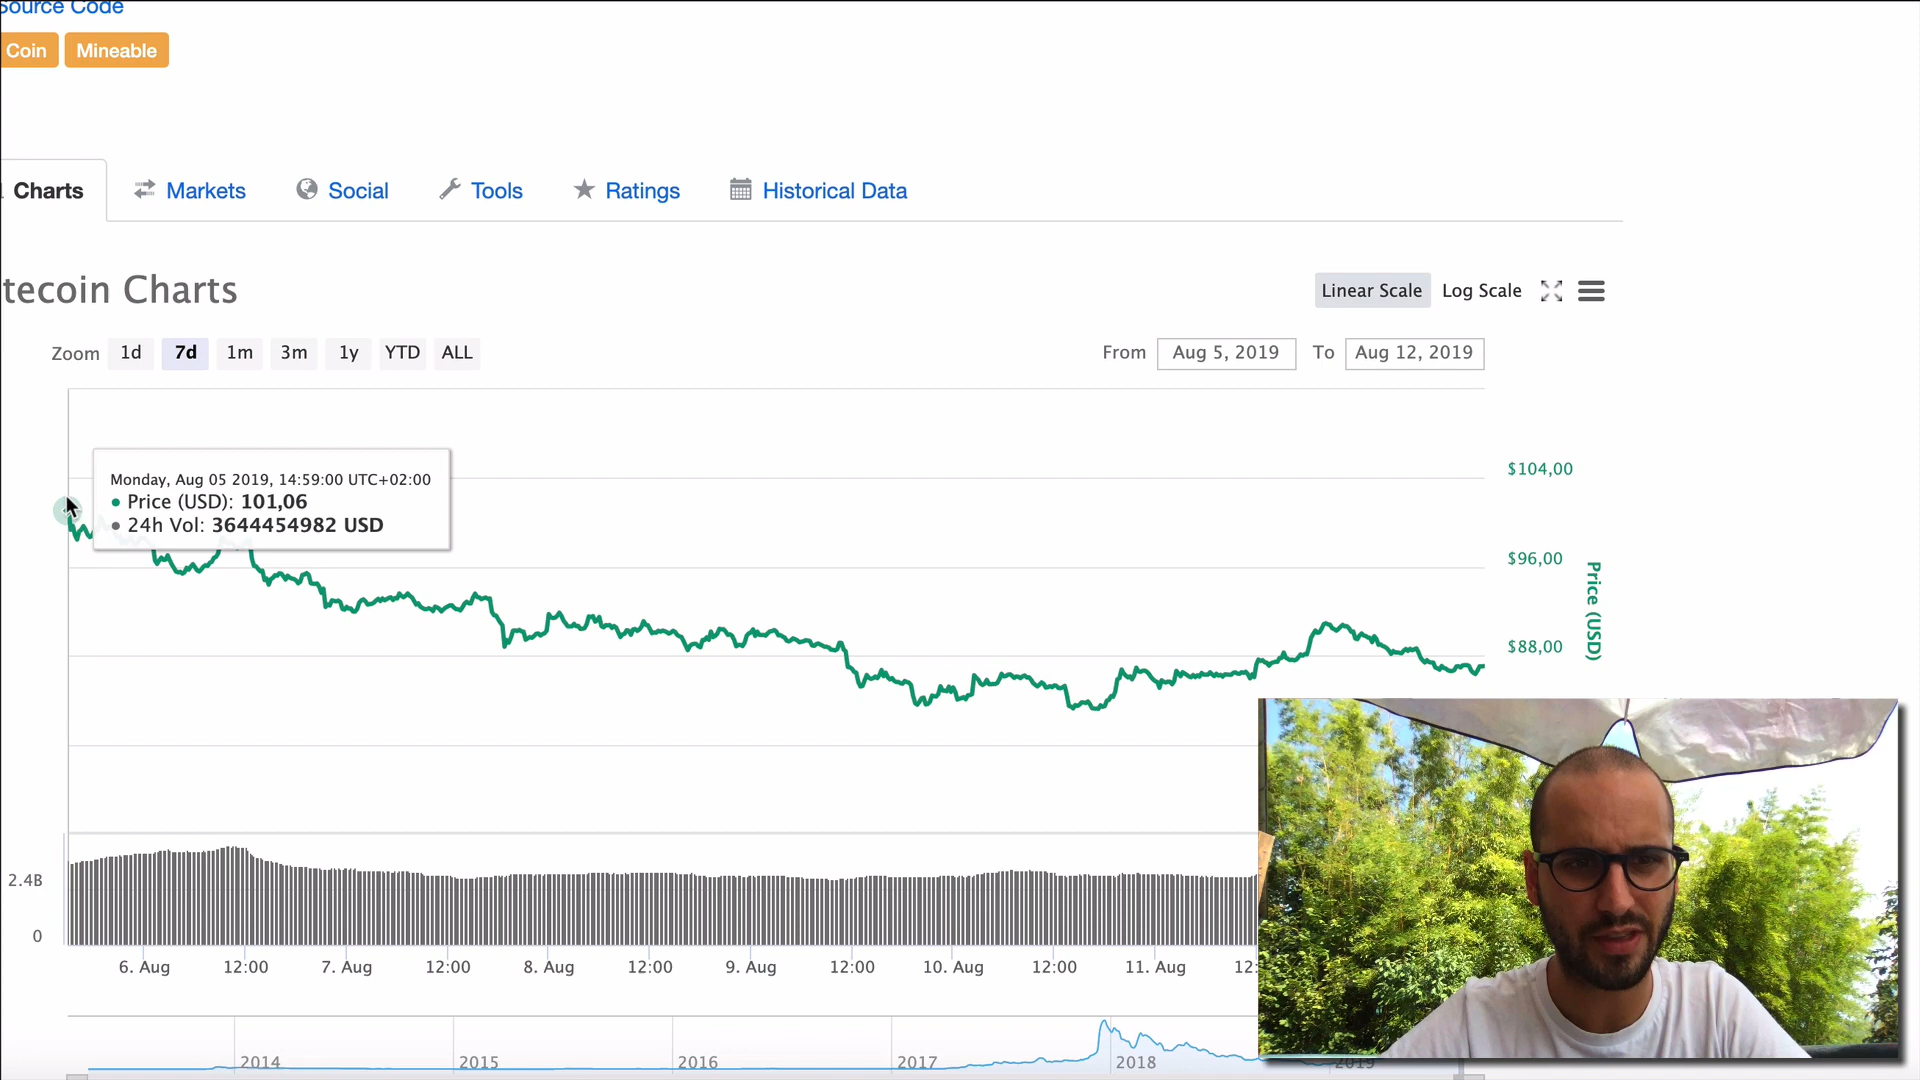 Source Code
Coin Mineable
Charts Markets Social Tools Ratings Historical Data
tecoin Charts
Linear Scale Log Scale
Zoom 1d 7d 1m 3m 1y YTD ALL
From Aug 5, 2019 To Aug 12, 2019
$104,00
Monday, Aug 05 2019, 14:59:00 UTC+02:00
Price (USD): 101,06
24h Vol: 3644454982 USD
$96,00
Price (USD)
$88,00
2.4B
0
6. Aug 12:00 7. Aug 12:00 8. Aug 12:00 9. Aug 12:00 10. Aug 12:00 11. Aug 12:
2014 2015 2016 2017 2018 2019